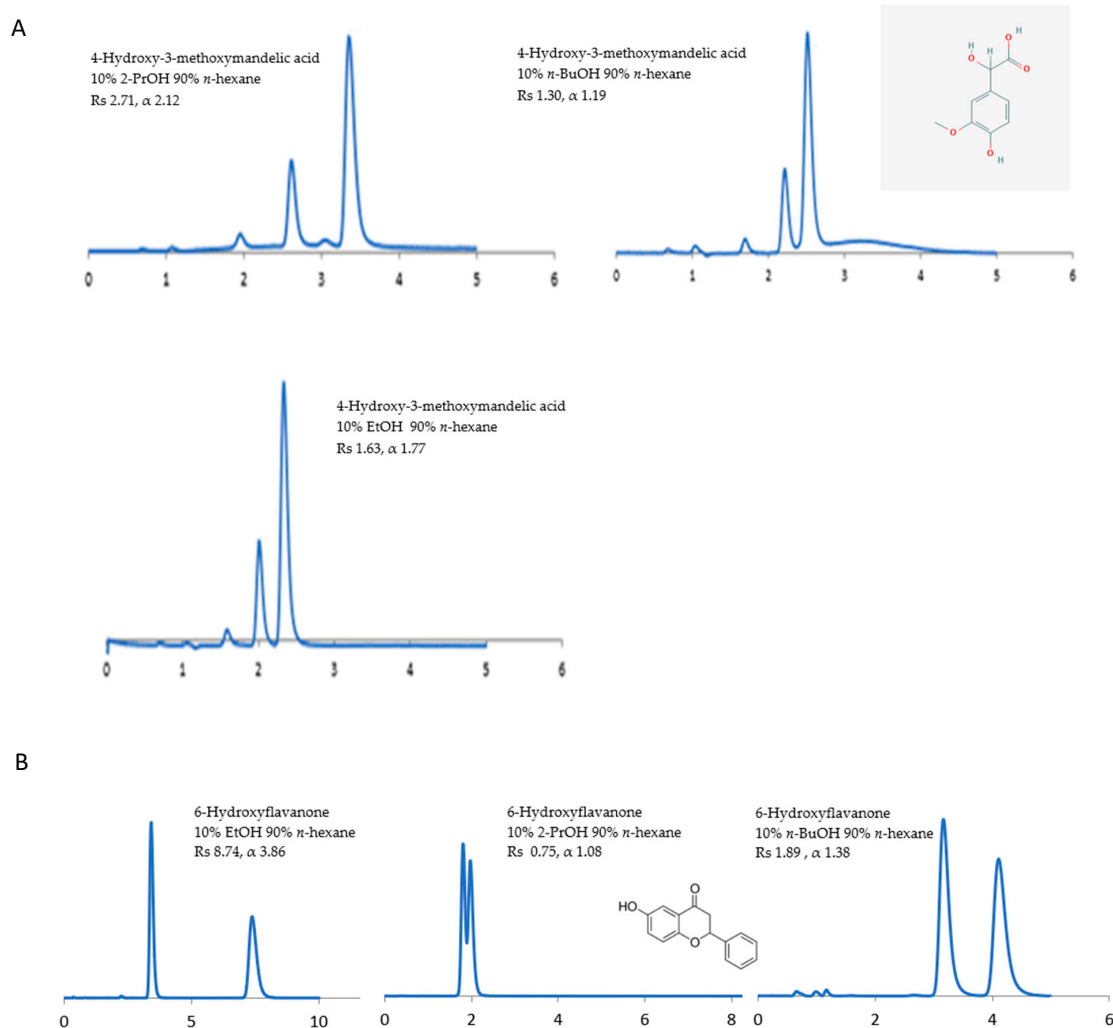 A
4-Hydroxy-3-methoxymandelic acid
10% 2-PrOH 90% n-hexane
Rs 2.71, α 2.12
0 1 2 3 4 5 6
4-Hydroxy-3-methoxymandelic acid
10% n-BuOH 90% n-hexane
Rs 1.30, α 1.19
0 1 2 3 4 5 6
O
H
O
H
H
O
O
O
O
H
4-Hydroxy-3-methoxymandelic acid
10% EtOH 90% n-hexane
Rs 1.63, α 1.77
0 1 2 3 4 5 6
B
6-Hydroxyflavanone
10% EtOH 90% n-hexane
Rs 8.74, α 3.86
0 5 10
6-Hydroxyflavanone
10% 2-PrOH 90% n-hexane
Rs 0.75, α 1.08
O
HO
O
0 2 4 6 8
6-Hydroxyflavanone
10% n-BuOH 90% n-hexane
Rs 1.89 , α 1.38
0 2 4 6